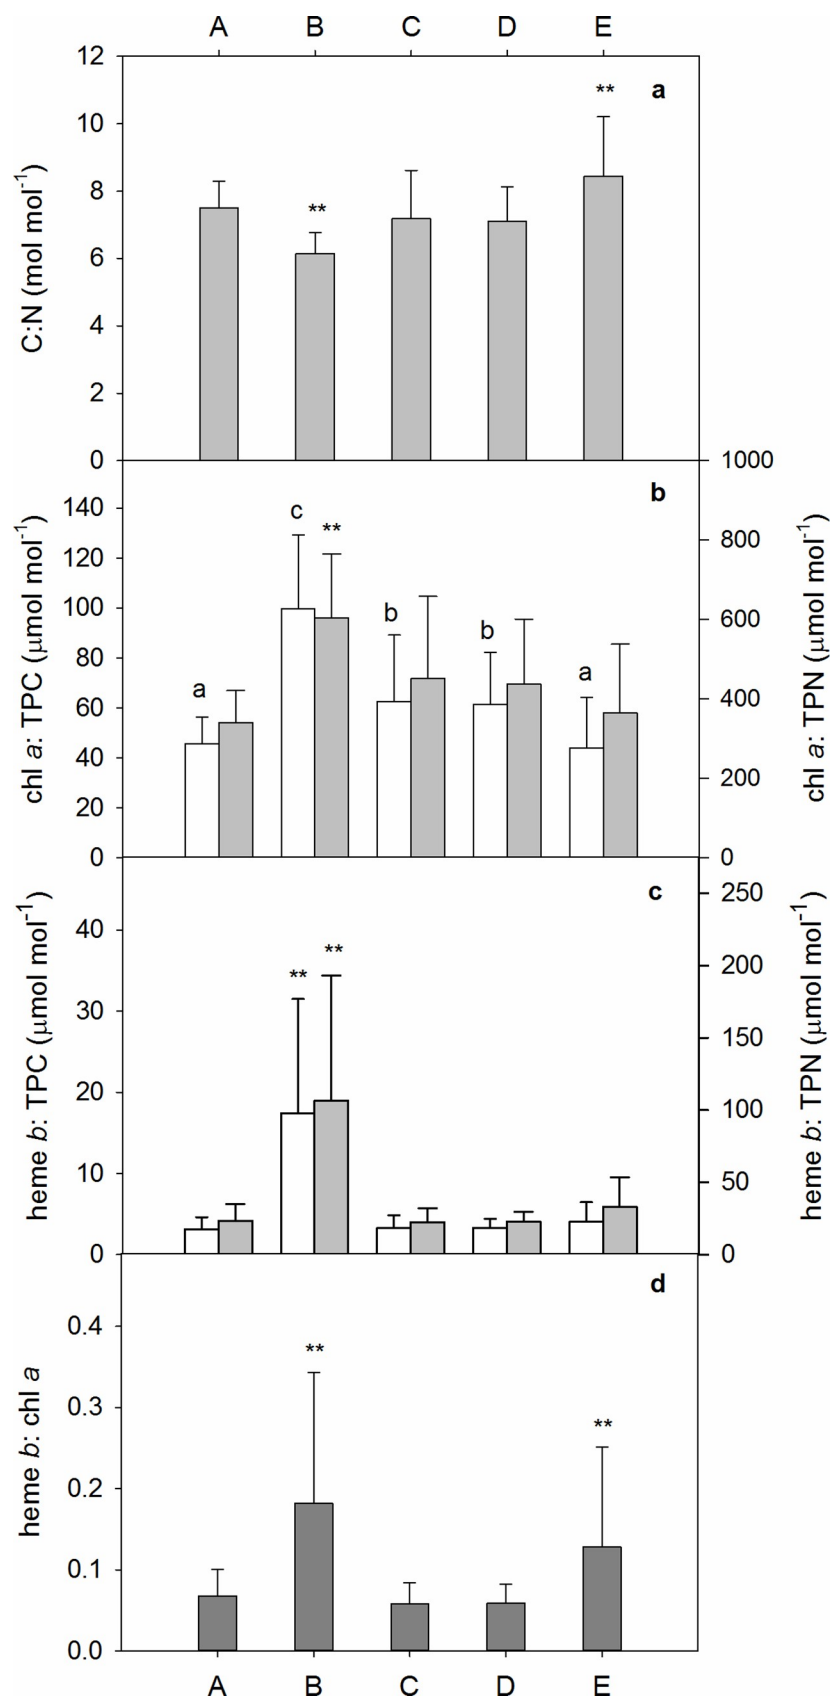 A B C D E
12
10
8
6
4
2
0
C:N (mol mol-1)
a
**
**
140
120
100
80
60
40
20
0
chl a: TPC (μmol mol-1)
b
a
c
**
b
b
a
1000
800
600
400
200
0
chl a: TPN (μmol mol-1)
40
30
20
10
0
heme b: TPC (μmol mol-1)
c
**
**
250
200
150
100
50
0
heme b: TPN (μmol mol-1)
0.4
0.3
0.2
0.1
0.0
heme b: chl a
d
**
**
A B C D E